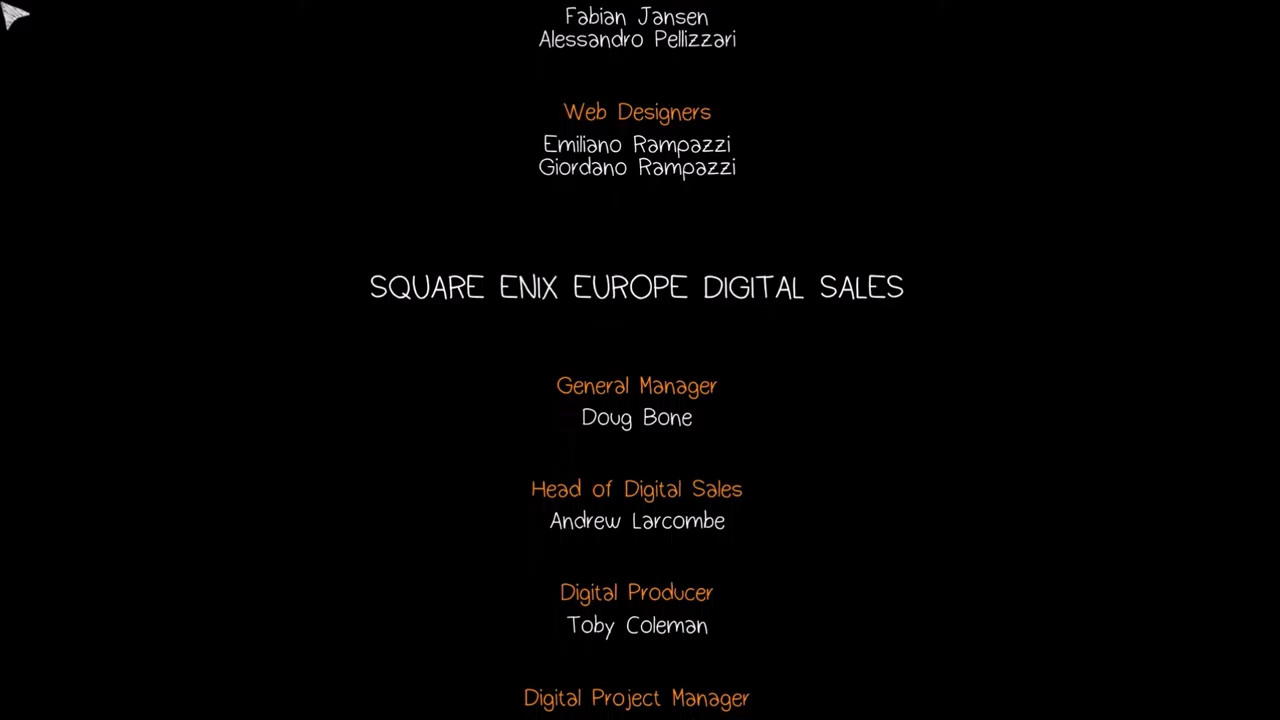 Fabian Jansen
Alessandro Pellizzari
Web Designers
Emiliano Rampazzi
Giordano Rampazzi
SQUARE ENIX EUROPE DIGITAL SALES
General Manager
Doug Bone
Head of Digital Sales
Andrew Larcombe
Digital Producer
Toby Coleman
Digital Project Manager